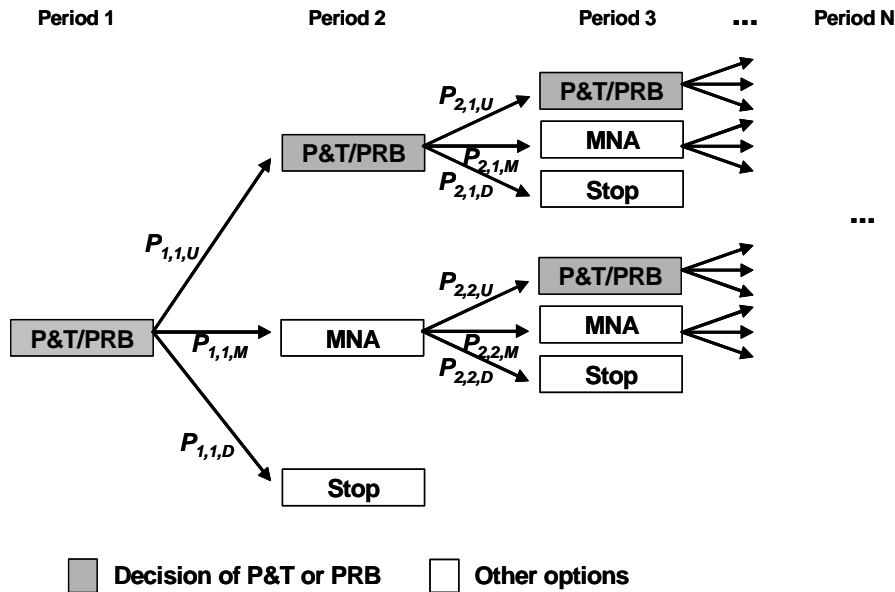 Period 1 Period 2 Period 3 ... Period N
P&T/PRB
P1,1,U
P1,1,M
P1,1,D
P&T/PRB
MNA
Stop
P2,1,U
P2,1,M
P2,1,D
P&T/PRB
MNA
Stop
...
P2,2,U
P2,2,M
P2,2,D
P&T/PRB
MNA
Stop
Decision of P&T or PRB
Other options